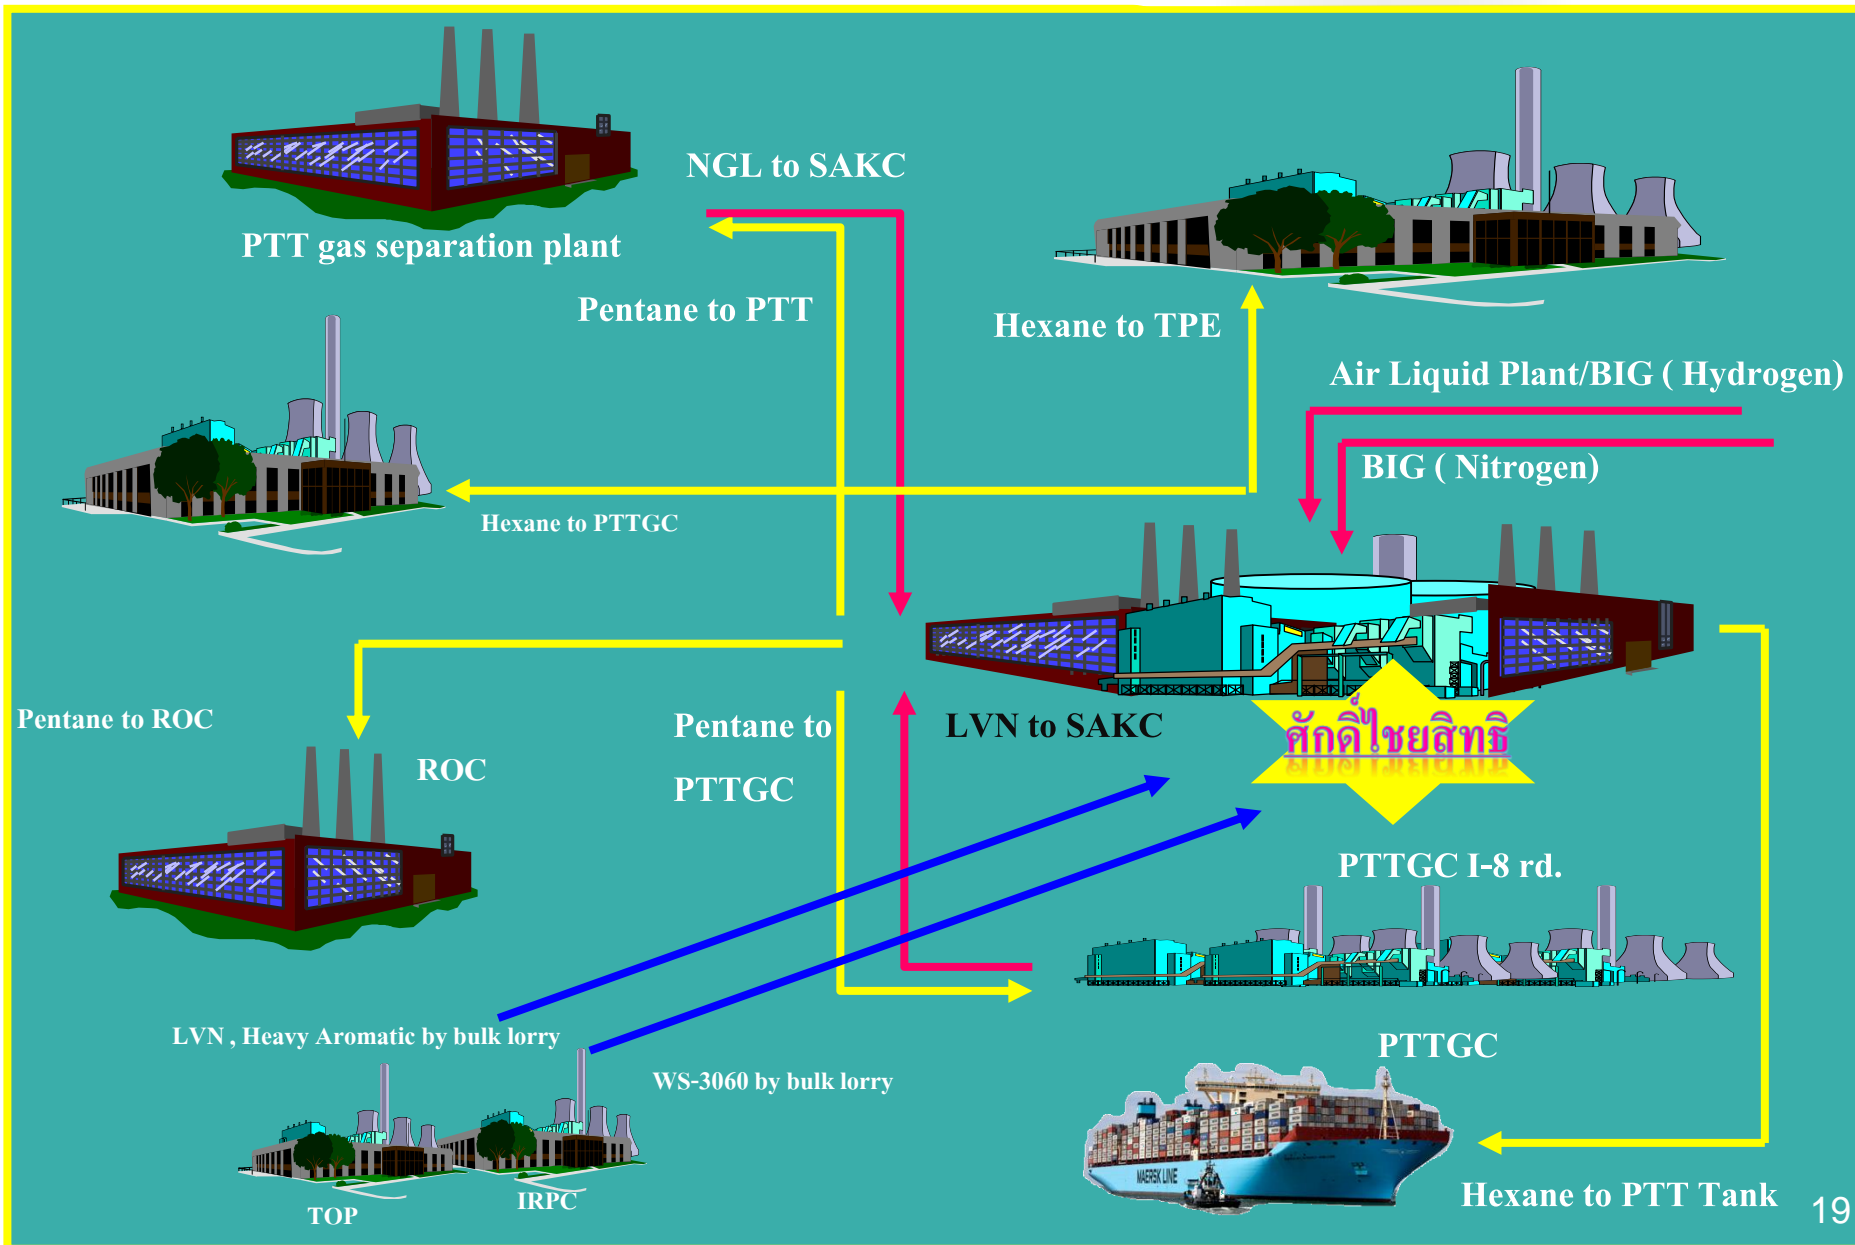 NGL to SAKC
PTT gas separation plant
Pentane to PTT
Hexane to TPE
Air Liquid Plant/BIG ( Hydrogen)
BIG ( Nitrogen)
Hexane to PTTGC
Pentane to ROC
ROC
Pentane to
PTTGC
LVN to SAKC
ศักดิ์ไชยสิทธิ
PTTGC I-8 rd.
LVN , Heavy Aromatic by bulk lorry
WS-3060 by bulk lorry
PTTGC
MAERSK LINE
TOP
IRPC
Hexane to PTT Tank
19